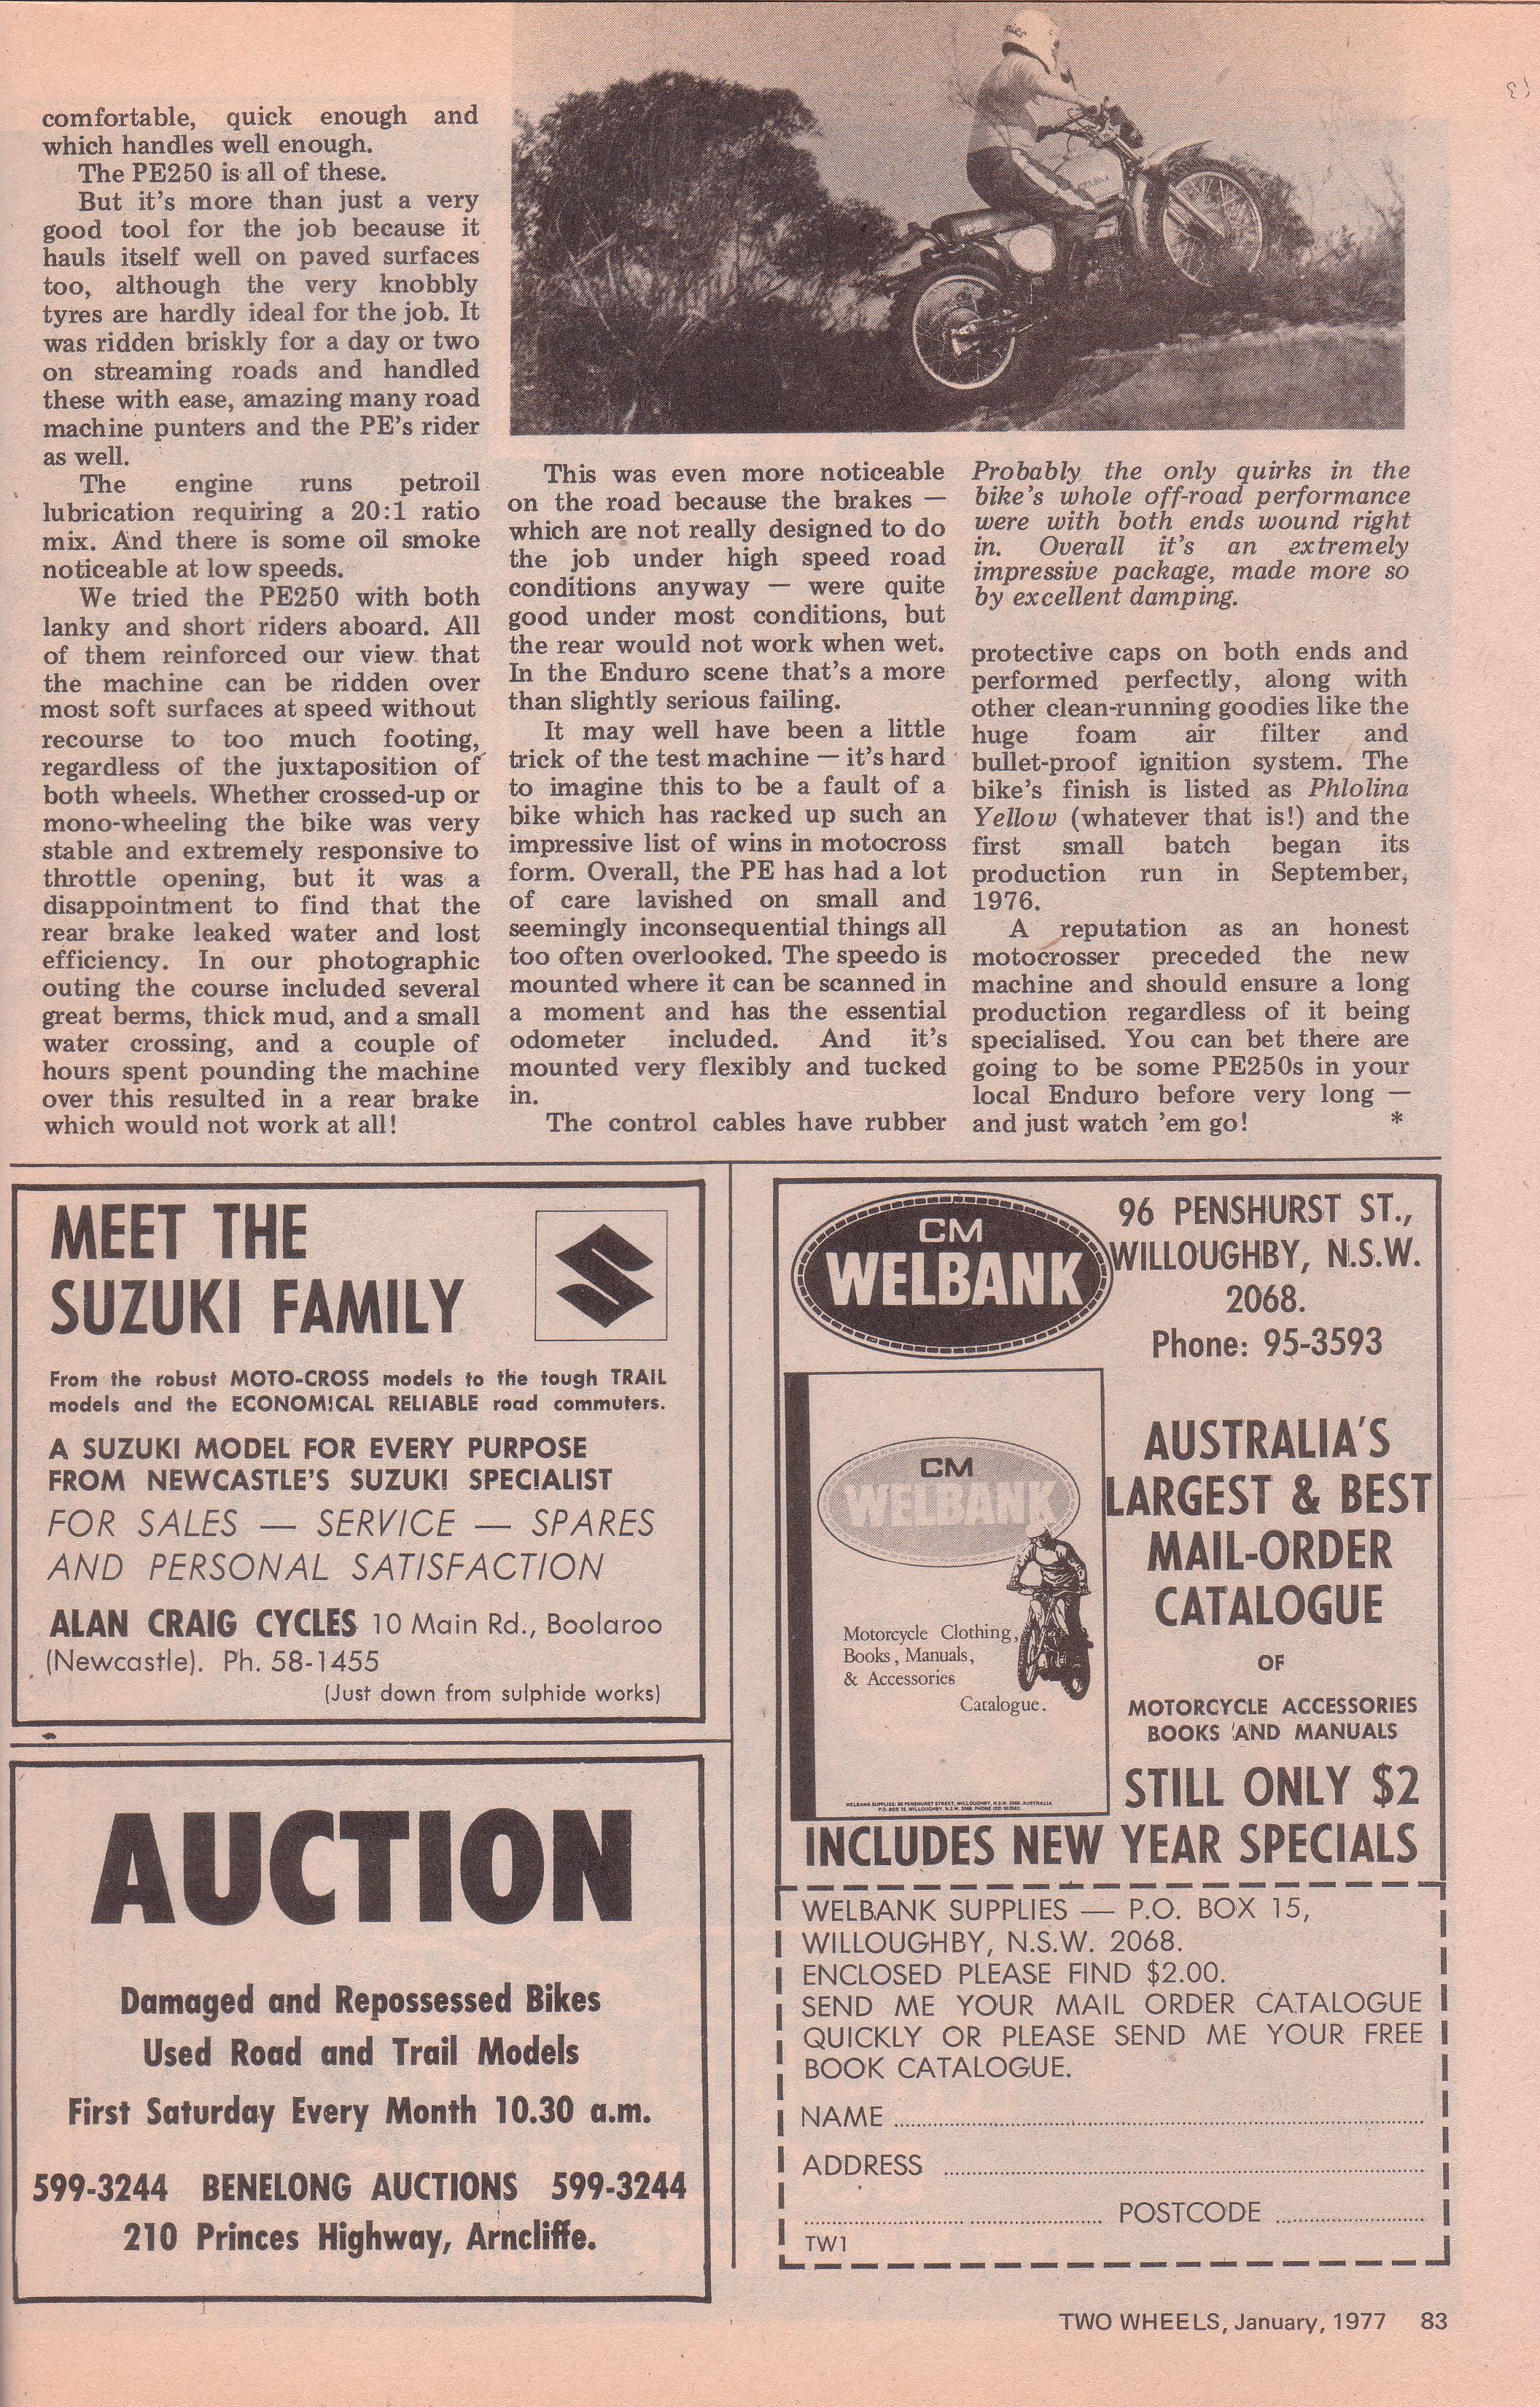 comfortable, quick enough and
which handles well enough.
The PE250 is all of these.
But it's more than just a very
good tool for the job because it
hauls itself well on paved surfaces
too, although the very knobbly
tyres are hardly ideal for the job. It
was ridden briskly for a day or two
on streaming roads and handled
these with ease, amazing many road
machine punters and the PE's rider
as well.
The engine runs petroil
lubrication requiring a 20:1 ratio
mix. And there is some oil smoke
noticeable at low speeds.
We tried the PE250 with both
lanky and short riders aboard. All
of them reinforced our view that
the machine can be ridden over
most soft surfaces at speed without
recourse to too much footing,
regardless of the juxtaposition of
both wheels. Whether crossed-up or
mono-wheeling the bike was very
stable and extremely responsive to
throttle opening, but it was a
disappointment to find that the
rear brake leaked water and lost
efficiency. In our photographic
outing the course included several
great berms, thick mud, and a small
water crossing, and a couple of
hours spent pounding the machine
over this resulted in a rear brake
which would not work at all!
This was even more noticeable
on the road because the brakes —
which are not really designed to do
the job under high speed road
conditions anyway — were quite
good under most conditions, but
the rear would not work when wet.
In the Enduro scene that's a more
than slightly serious failing.
It may well have been a little
trick of the test machine — it's hard
to imagine this to be a fault of a
bike which has racked up such an
impressive list of wins in motocross
form. Overall, the PE has had a lot
of care lavished on small and
seemingly inconsequential things all
too often overlooked. The speedo is
mounted where it can be scanned in
a moment and has the essential
odometer included. And it's
mounted very flexibly and tucked
in.
The control cables have rubber
Probably the only quirks in the
bike's whole off-road performance
were with both ends wound right
in. Overall it's an extremely
impressive package, made more so
by excellent damping.
protective caps on both ends and
performed perfectly, along with
other clean-running goodies like the
huge foam air filter and
bullet-proof ignition system. The
bike's finish is listed as Phlolina
Yellow (whatever that is!) and the
first small batch began its
production run in September,
1976.
A reputation as an honest
motocrosser preceded the new
machine and should ensure a long
production regardless of it being
specialised. You can bet there are
going to be some PE250s in your
local Enduro before very long —
and just watch 'em go! *
MEET THE
SUZUKI FAMILY
From the robust MOTO-CROSS models to the tough TRAIL
models and the ECONOMICAL RELIABLE road commuters.
A SUZUKI MODEL FOR EVERY PURPOSE
FROM NEWCASTLE'S SUZUKI SPECIALIST
FOR SALES — SERVICE — SPARES
AND PERSONAL SATISFACTION
ALAN CRAIG CYCLES 10 Main Rd., Boolaroo
(Newcastle). Ph. 58-1455
(Just down from sulphide works)
AUCTION
Damaged and Repossessed Bikes
Used Road and Trail Models
First Saturday Every Month 10.30 a.m.
599-3244 BENELONG AUCTIONS 599-3244
210 Princes Highway, Arncliffe.
CM
WELBANK
96 PENSHURST ST.,
WILLOUGHBY, N.S.W.
2068.
Phone: 95-3593
CM
WELBANK
Motorcycle Clothing,
Books, Manuals,
& Accessories
Catalogue.
WELBANK SUPPLIES: 96 PENSHURST STREET, WILLOUGHBY, N.S.W. 2068. AUSTRALIA.
P.O. BOX 15, WILLOUGHBY, N.S.W. 2068. PHONE (02) 953593.
AUSTRALIA'S
LARGEST & BEST
MAIL-ORDER
CATALOGUE
OF
MOTORCYCLE ACCESSORIES
BOOKS AND MANUALS
STILL ONLY $2
INCLUDES NEW YEAR SPECIALS
WELBANK SUPPLIES — P.O. BOX 15,
WILLOUGHBY, N.S.W. 2068.
ENCLOSED PLEASE FIND $2.00.
SEND ME YOUR MAIL ORDER CATALOGUE
QUICKLY OR PLEASE SEND ME YOUR FREE
BOOK CATALOGUE.
NAME
ADDRESS
POSTCODE
TW1
TWO WHEELS, January, 1977 83